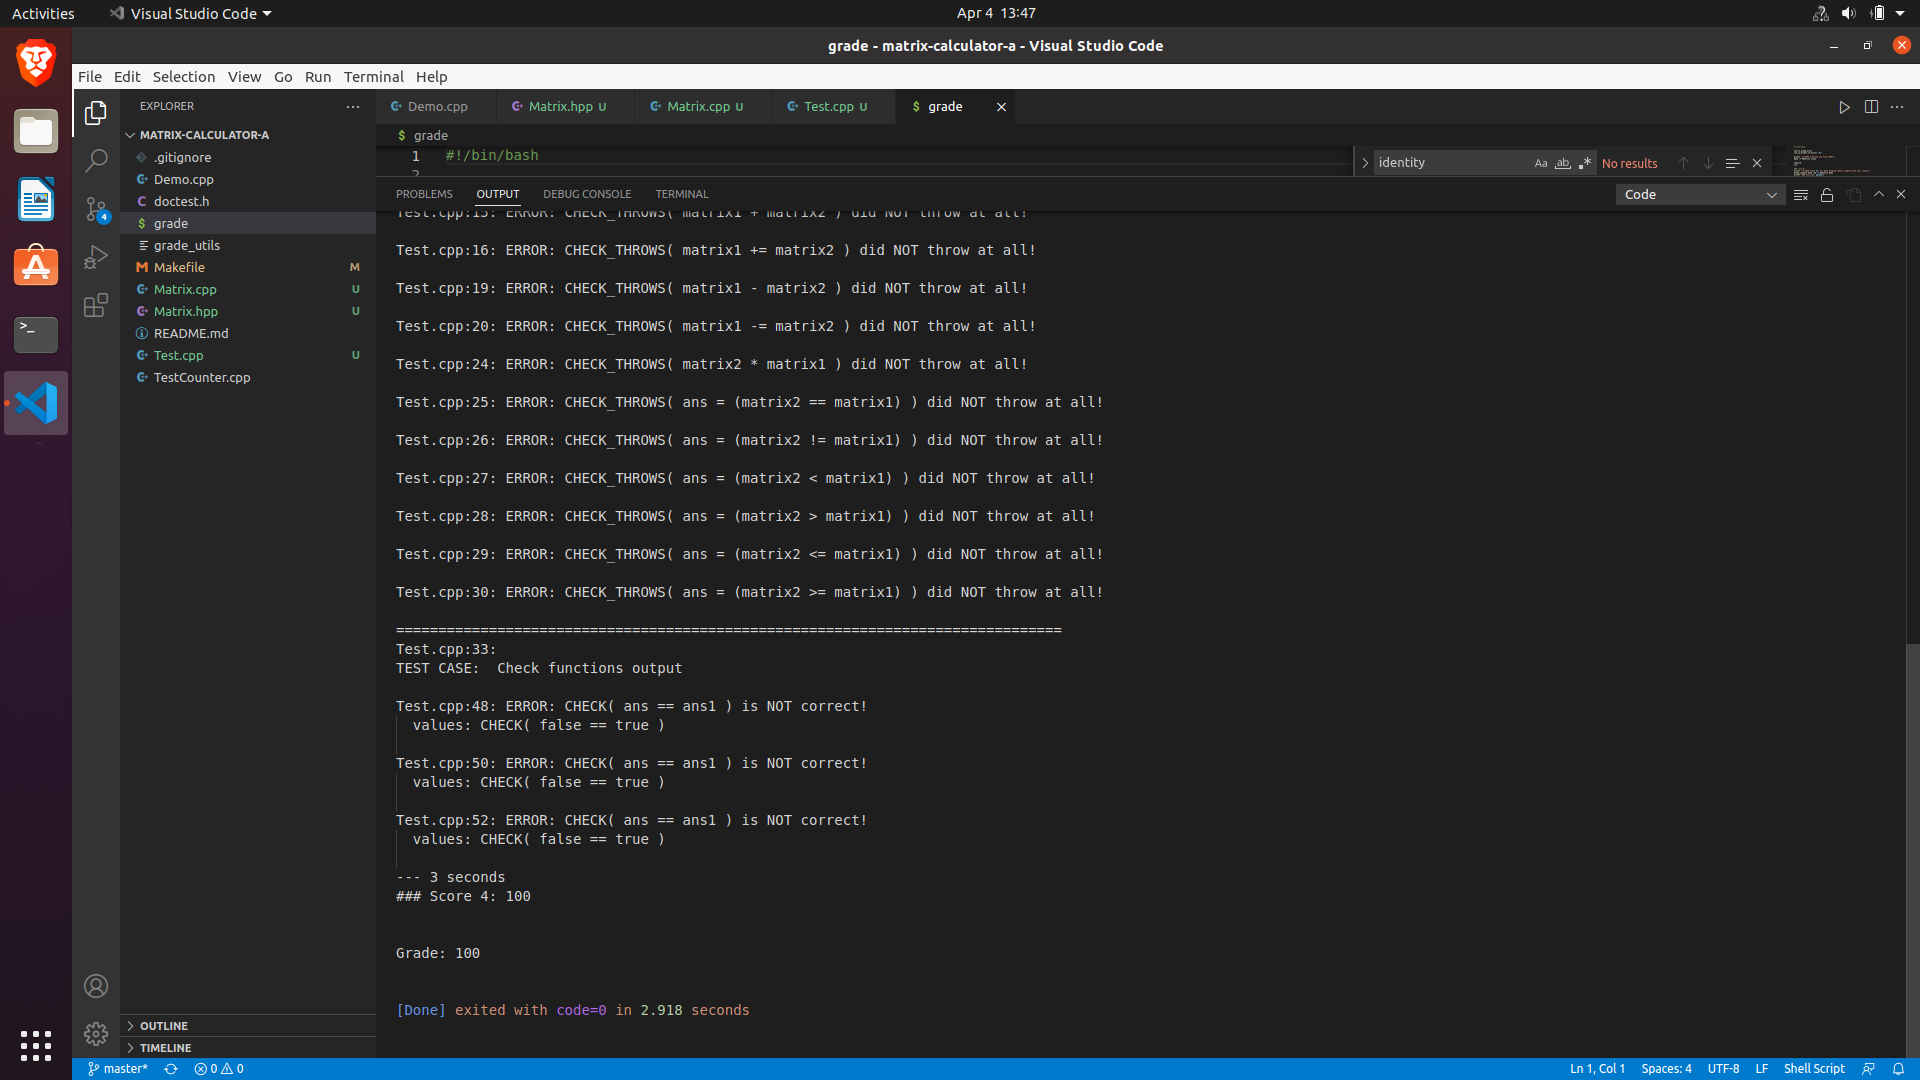 Activities
Visual Studio Code
Apr 4 13:47
grade - matrix-calculator-a - Visual Studio Code
File Edit Selection View Go Run Terminal Help
EXPLORER
MATRIX-CALCULATOR-A
.gitignore
Demo.cpp
doctest.h
grade
grade_utils
Makefile M
Matrix.cpp U
Matrix.hpp U
README.md
Test.cpp U
TestCounter.cpp
OUTLINE
TIMELINE
4
Demo.cpp
Matrix.hpp U
Matrix.cpp U
Test.cpp U
grade
grade
1 #!/bin/bash
2
identity
Aa ab
No results
PROBLEMS OUTPUT DEBUG CONSOLE TERMINAL
Code
Test.cpp:15: ERROR: CHECK_THROWS( matrix1 + matrix2 ) did NOT throw at all!
Test.cpp:16: ERROR: CHECK_THROWS( matrix1 += matrix2 ) did NOT throw at all!
Test.cpp:19: ERROR: CHECK_THROWS( matrix1 - matrix2 ) did NOT throw at all!
Test.cpp:20: ERROR: CHECK_THROWS( matrix1 -= matrix2 ) did NOT throw at all!
Test.cpp:24: ERROR: CHECK_THROWS( matrix2 * matrix1 ) did NOT throw at all!
Test.cpp:25: ERROR: CHECK_THROWS( ans = (matrix2 == matrix1) ) did NOT throw at all!
Test.cpp:26: ERROR: CHECK_THROWS( ans = (matrix2 != matrix1) ) did NOT throw at all!
Test.cpp:27: ERROR: CHECK_THROWS( ans = (matrix2 < matrix1) ) did NOT throw at all!
Test.cpp:28: ERROR: CHECK_THROWS( ans = (matrix2 > matrix1) ) did NOT throw at all!
Test.cpp:29: ERROR: CHECK_THROWS( ans = (matrix2 <= matrix1) ) did NOT throw at all!
Test.cpp:30: ERROR: CHECK_THROWS( ans = (matrix2 >= matrix1) ) did NOT throw at all!
===============================================================================
Test.cpp:33:
TEST CASE:  Check functions output
Test.cpp:48: ERROR: CHECK( ans == ans1 ) is NOT correct!
values: CHECK( false == true )
Test.cpp:50: ERROR: CHECK( ans == ans1 ) is NOT correct!
values: CHECK( false == true )
Test.cpp:52: ERROR: CHECK( ans == ans1 ) is NOT correct!
values: CHECK( false == true )
--- 3 seconds
### Score 4: 100
Grade: 100
[Done] exited with code=0 in 2.918 seconds
master* 0 0
Ln 1, Col 1 Spaces: 4 UTF-8 LF Shell Script